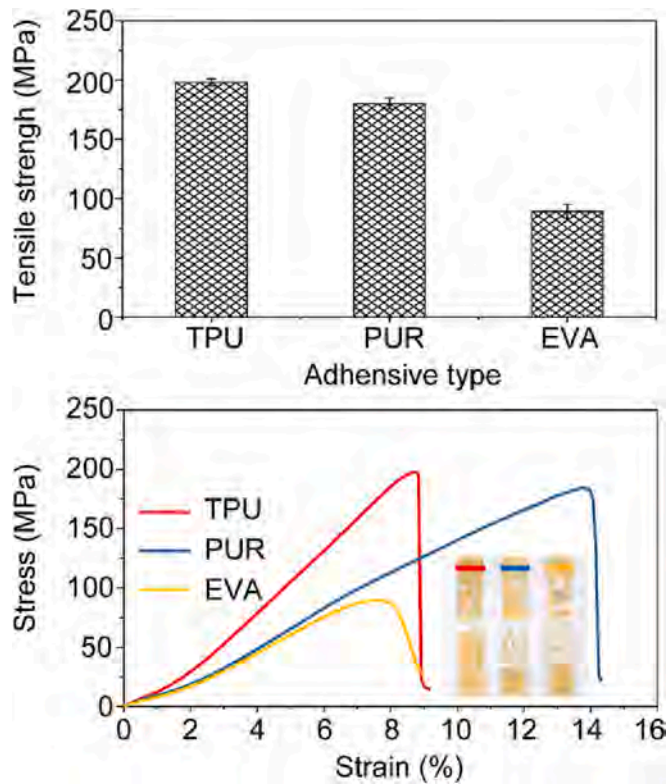 Tensile strengh (MPa)
250
200
150
100
50
0
TPU PUR EVA
Adhensive type
Stress (MPa)
250
200
150
100
50
0
TPU
PUR
EVA
0 2 4 6 8 10 12 14 16
Strain (%)